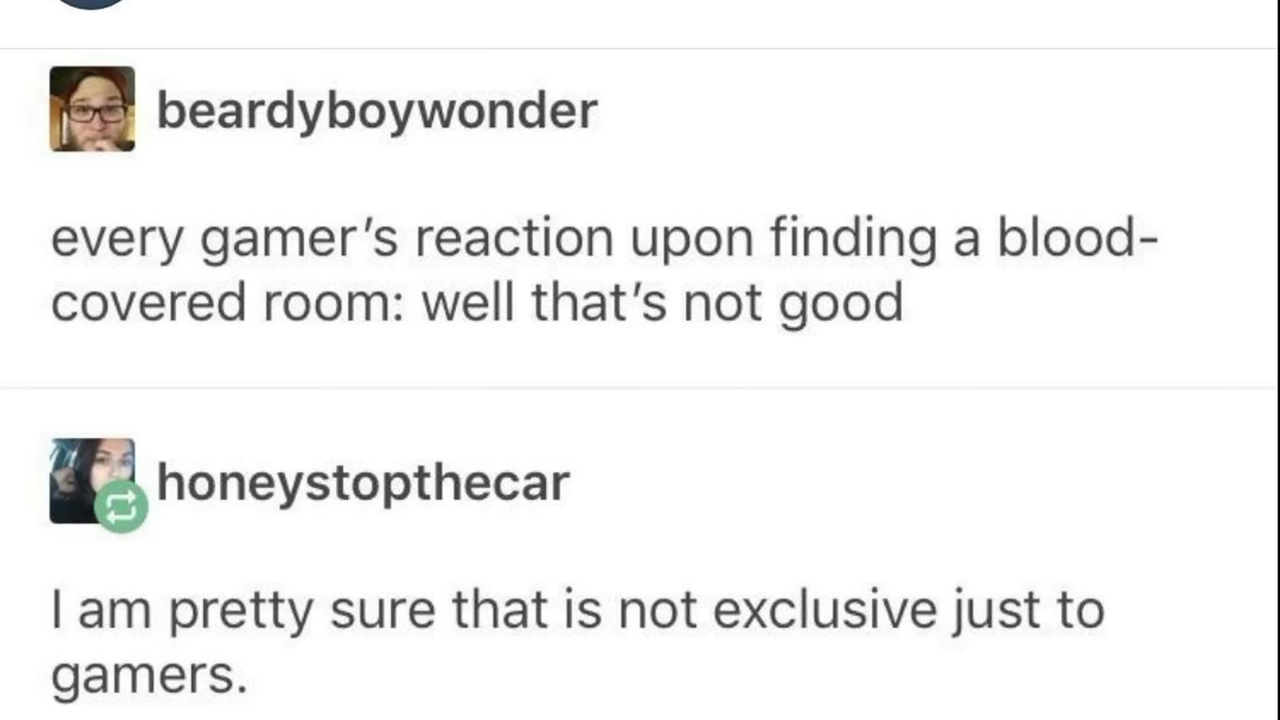 beardyboywonder
every gamer’s reaction upon finding a blood-
covered room: well that’s not good
honeystopthecar
I am pretty sure that is not exclusive just to
gamers.